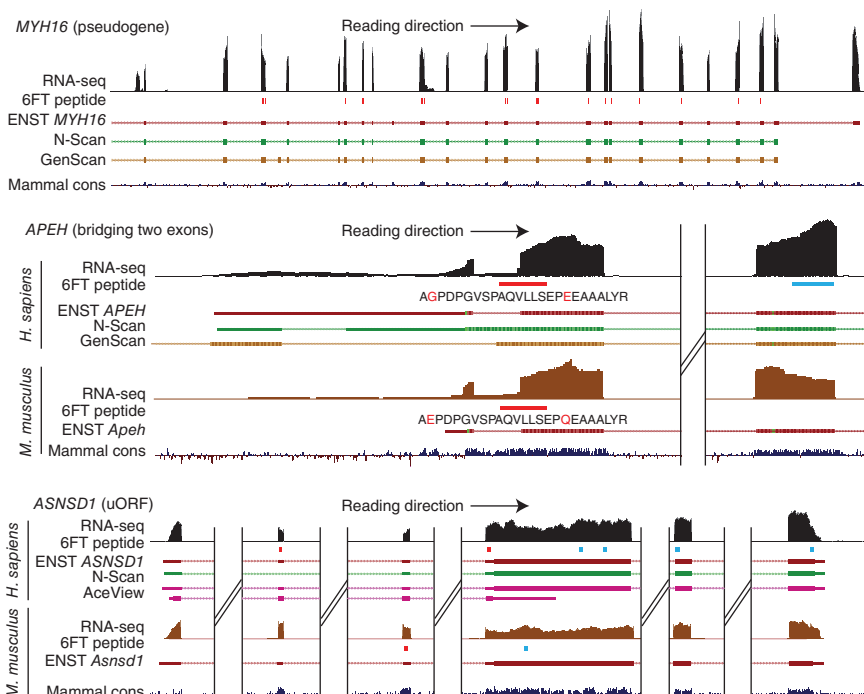 MYH16 (pseudogene)
Reading direction
RNA-seq
6FT peptide
ENST MYH16
N-Scan
GenScan
Mammal cons
APEH (bridging two exons)
Reading direction
H. sapiens
RNA-seq
6FT peptide
AGPDPGVSPAQVLLSEPEEAAALYR
ENST APEH
N-Scan
GenScan
M. musculus
RNA-seq
6FT peptide
AEPDPGVSPAQVLLSEPQEAAALYR
ENST Apeh
Mammal cons
ASNSD1 (uORF)
Reading direction
H. sapiens
RNA-seq
6FT peptide
ENST ASNSD1
N-Scan
AceView
M. musculus
RNA-seq
6FT peptide
ENST Asnsd1
Mammal cons